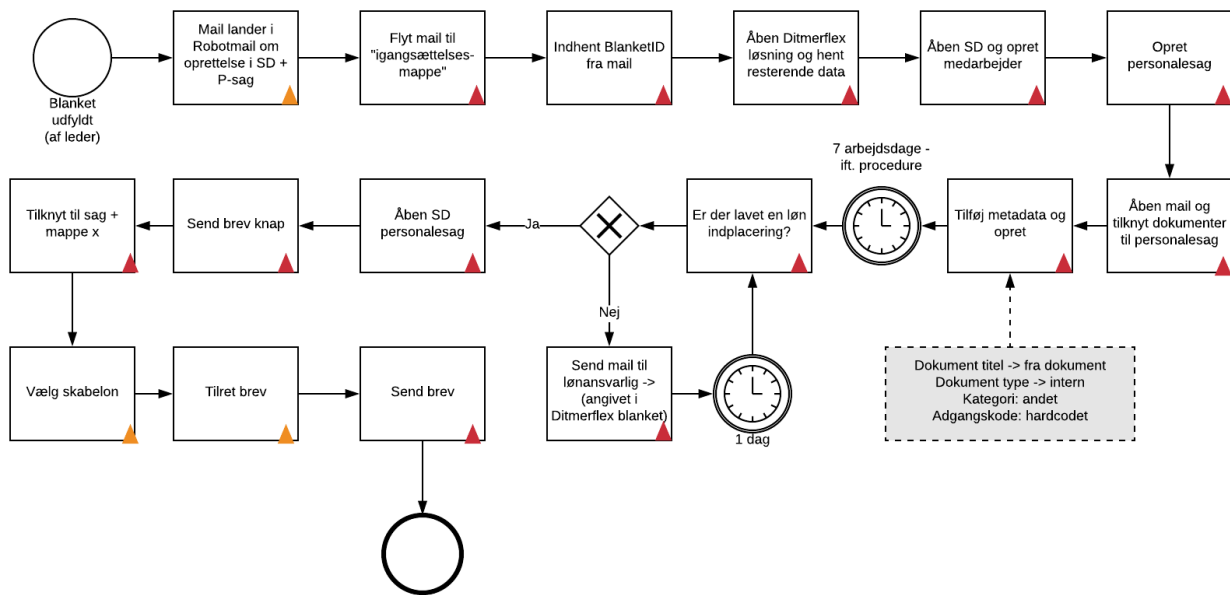 Blanket
udfyldt
(af leder)
Mail lander i
Robotmail om
oprettelse i SD +
P-sag
Flyt mail til
"igangsættelses-
mappe"
Indhent BlanketID
fra mail
Åben Ditmerflex
løsning og hent
resterende data
Åben SD og opret
medarbejder
Opret
personalesag
Åben mail og
tilknyt dokumenter
til personalesag
Tilføj metadata og
opret
Dokument titel -> fra dokument
Dokument type -> intern
Kategori: andet
Adgangskode: hardcodet
7 arbejdsdage -
ift. procedure
Er der lavet en løn
indplacering?
Nej
Send mail til
lønansvarlig ->
(angivet i
Ditmerflex blanket)
1 dag
Ja
Åben SD
personalesag
Send brev knap
Tilknyt til sag +
mappe x
Vælg skabelon
Tilret brev
Send brev